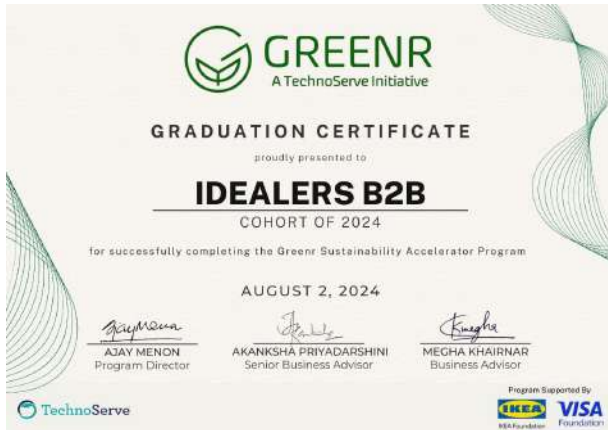 GREENR
A TechnoServe Initiative
GRADUATION CERTIFICATE
proudly presented to
IDEALERS B2B
COHORT OF 2024
for successfully completing the Greenr Sustainability Accelerator Program
AUGUST 2, 2024
AJAY MENON
Program Director
AKANKSHA PRIYADARSHINI
Senior Business Advisor
MEGHA KHAIRNAR
Business Advisor
Program Supported By
TechnoServe
IKEA
IKEA Foundation
VISA
Foundation